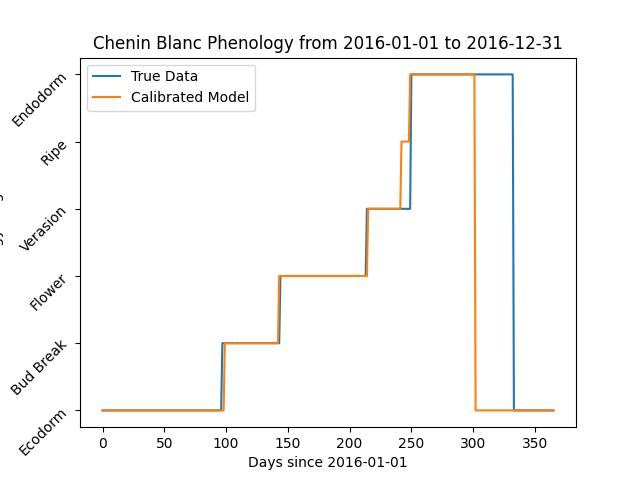 Chenin Blanc Phenology from 2016-01-01 to 2016-12-31
True Data
Calibrated Model
Endodorm
Ripe
Verasion
Flower
Bud Break
Ecodorm
0 50 100 150 200 250 300 350
Days since 2016-01-01